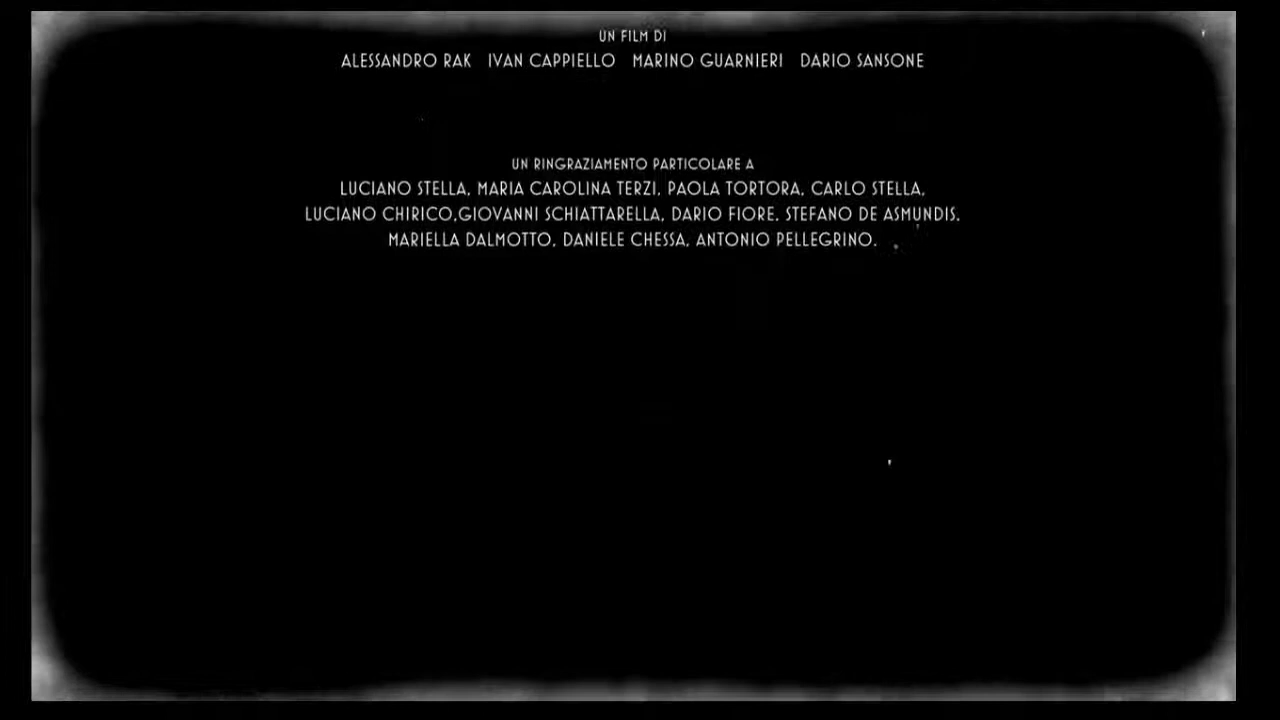 UN FILM DI
ALESSANDRO RAK IVAN CAPPIELLO MARINO GUARNIERI DARIO SANSONE
UN RINGRAZIAMENTO PARTICOLARE A
LUCIANO STELLA, MARIA CAROLINA TERZI, PAOLA TORTORA, CARLO STELLA,
LUCIANO CHIRICO,GIOVANNI SCHIATTARELLA, DARIO FIORE, STEFANO DE ASMUNDIS,
MARIELLA DALMOTTO, DANIELE CHESSA, ANTONIO PELLEGRINO.